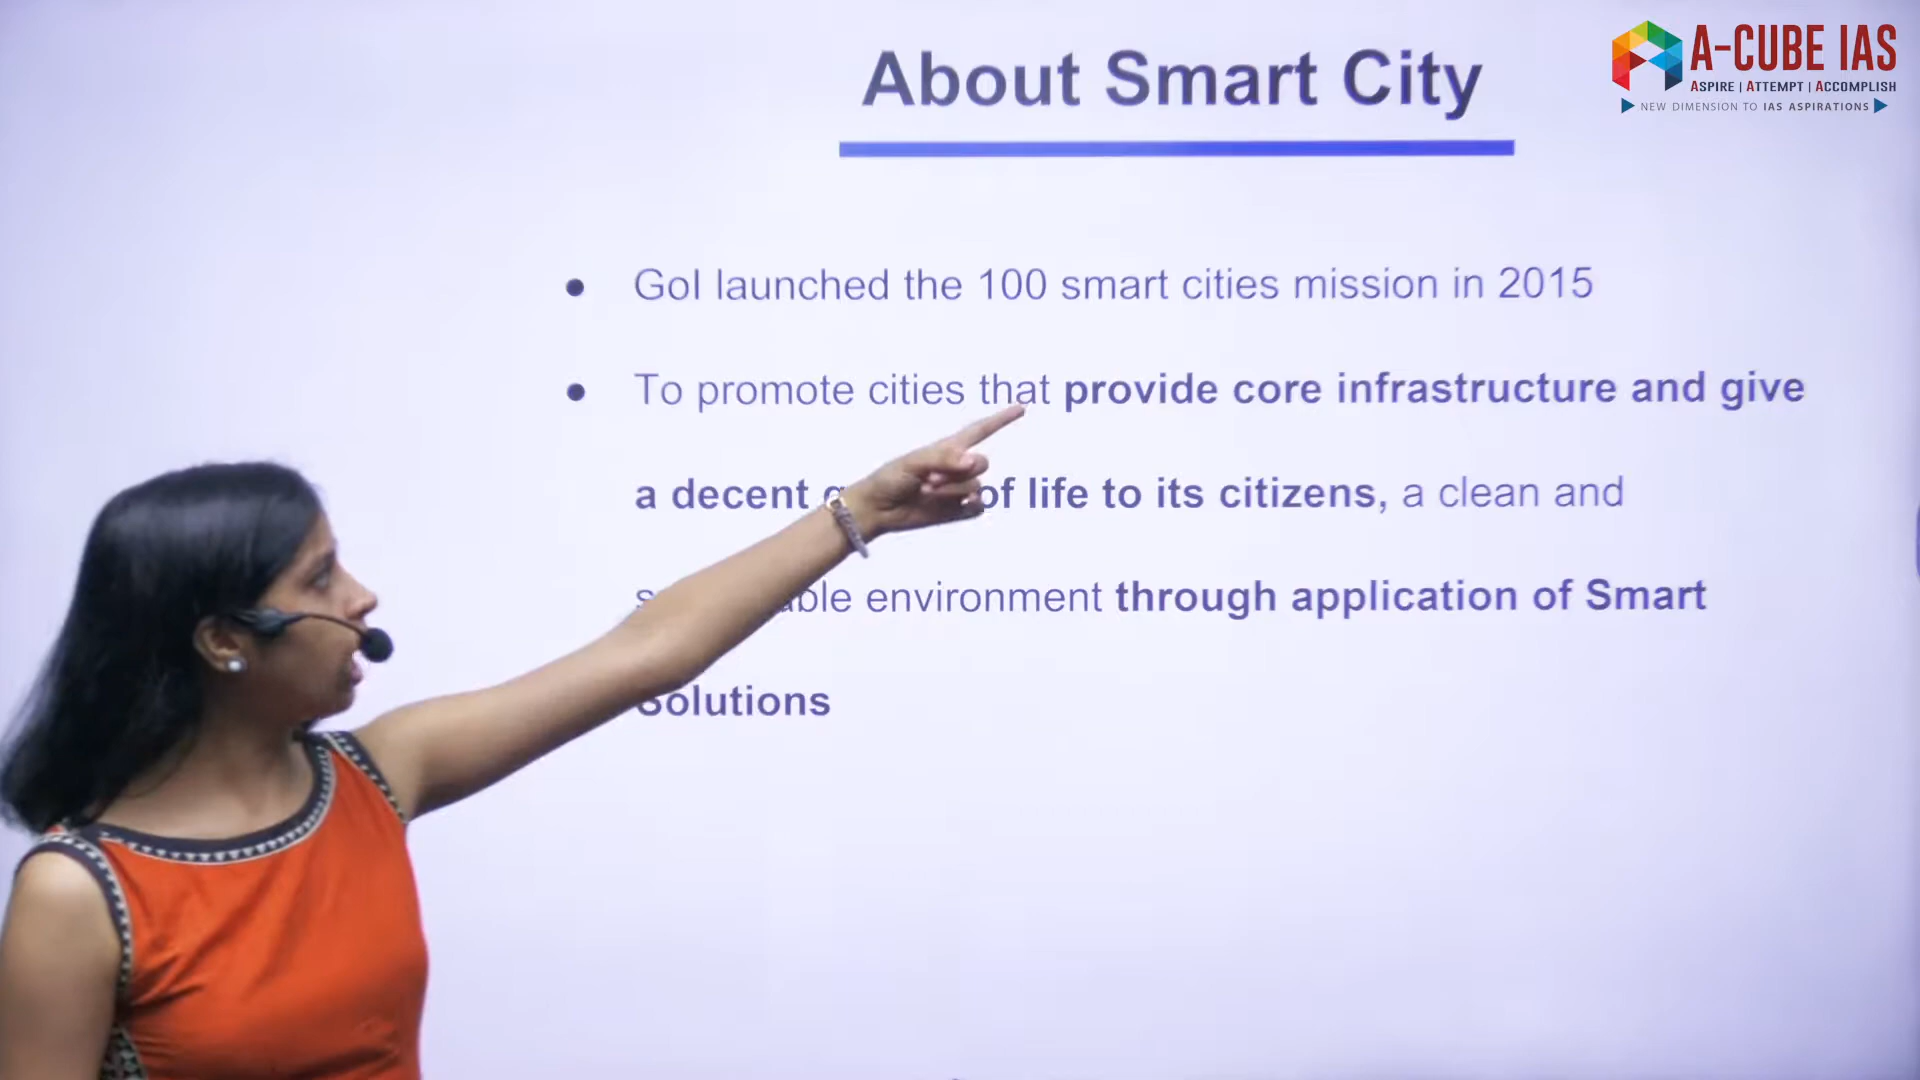 About Smart City
A-CUBE IAS
ASPIRE | ATTEMPT | ACCOMPLISH
NEW DIMENSION TO IAS ASPIRATIONS
● GoI launched the 100 smart cities mission in 2015
● To promote cities that provide core infrastructure and give
a decent of life to its citizens, a clean and
environment through application of Smart
Solutions